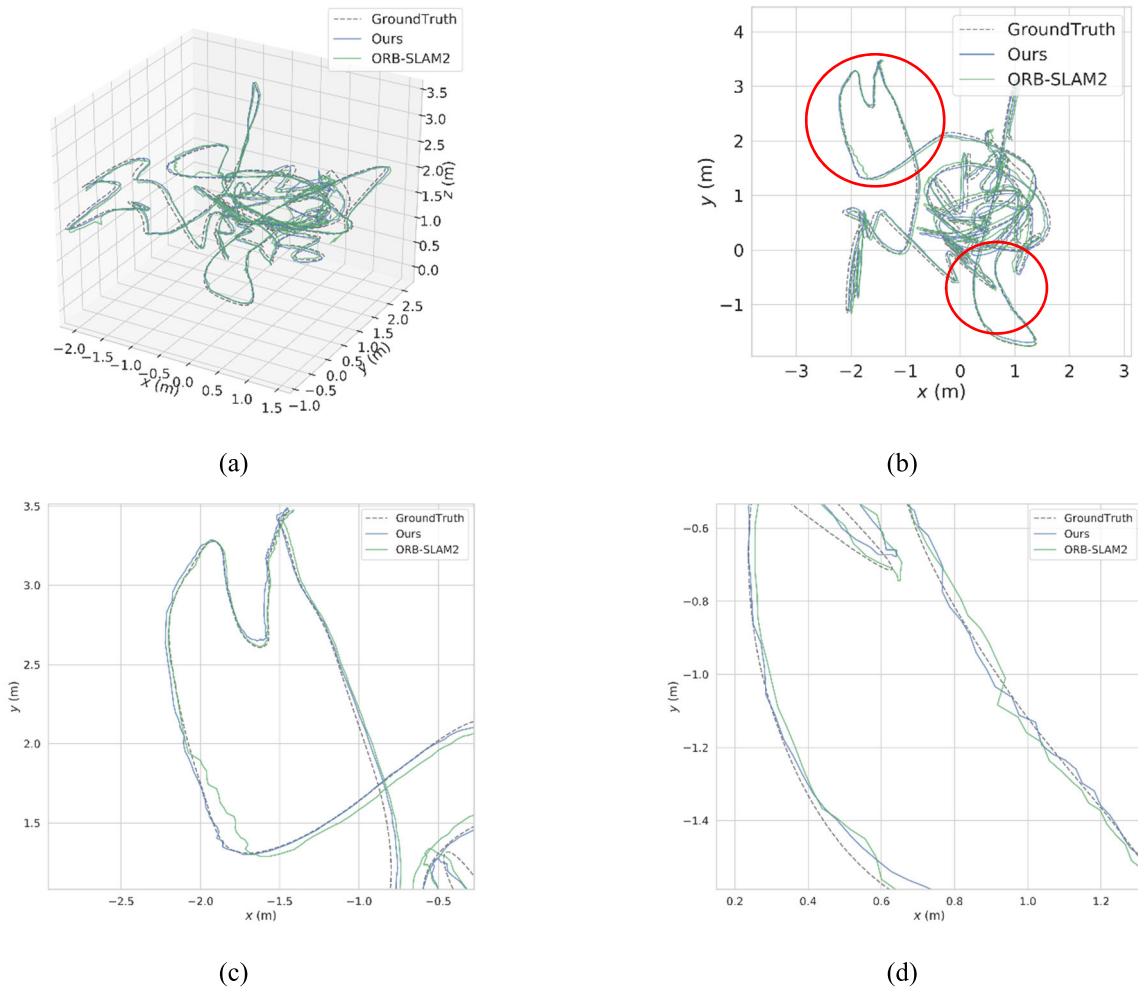 GroundTruth
Ours
ORB-SLAM2
3.5
3.0
2.5
2.0
1.5
1.0
0.5
0.0
z (m)
−2.0
−1.5
−1.0
−0.5
0.0
0.5
1.0
1.5
x (m)
−1.0
−0.5
0.0
0.5
1.0
1.5
2.0
2.5
y (m)
(a)
GroundTruth
Ours
ORB-SLAM2
4
3
2
1
0
−1
y (m)
−3 −2 −1 0 1 2 3
x (m)
(b)
GroundTruth
Ours
ORB-SLAM2
3.5
3.0
2.5
2.0
1.5
y (m)
−2.5 −2.0 −1.5 −1.0 −0.5
x (m)
(c)
GroundTruth
Ours
ORB-SLAM2
−0.6
−0.8
−1.0
−1.2
−1.4
y (m)
0.2 0.4 0.6 0.8 1.0 1.2
x (m)
(d)